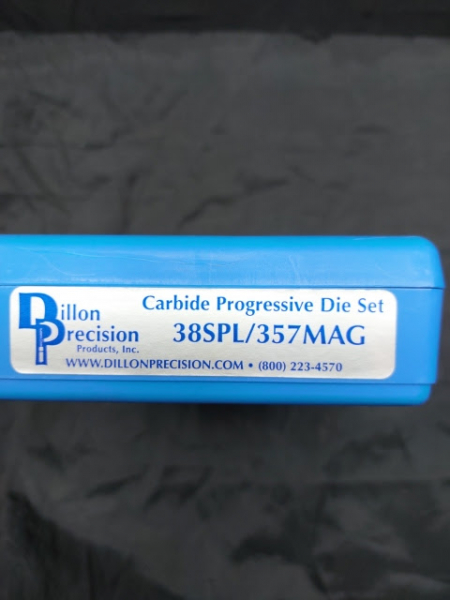 Dillon
Precision
Products, Inc.
Carbide Progressive Die Set
38SPL/357MAG
WWW.DILLONPRECISION.COM • (800) 223-4570